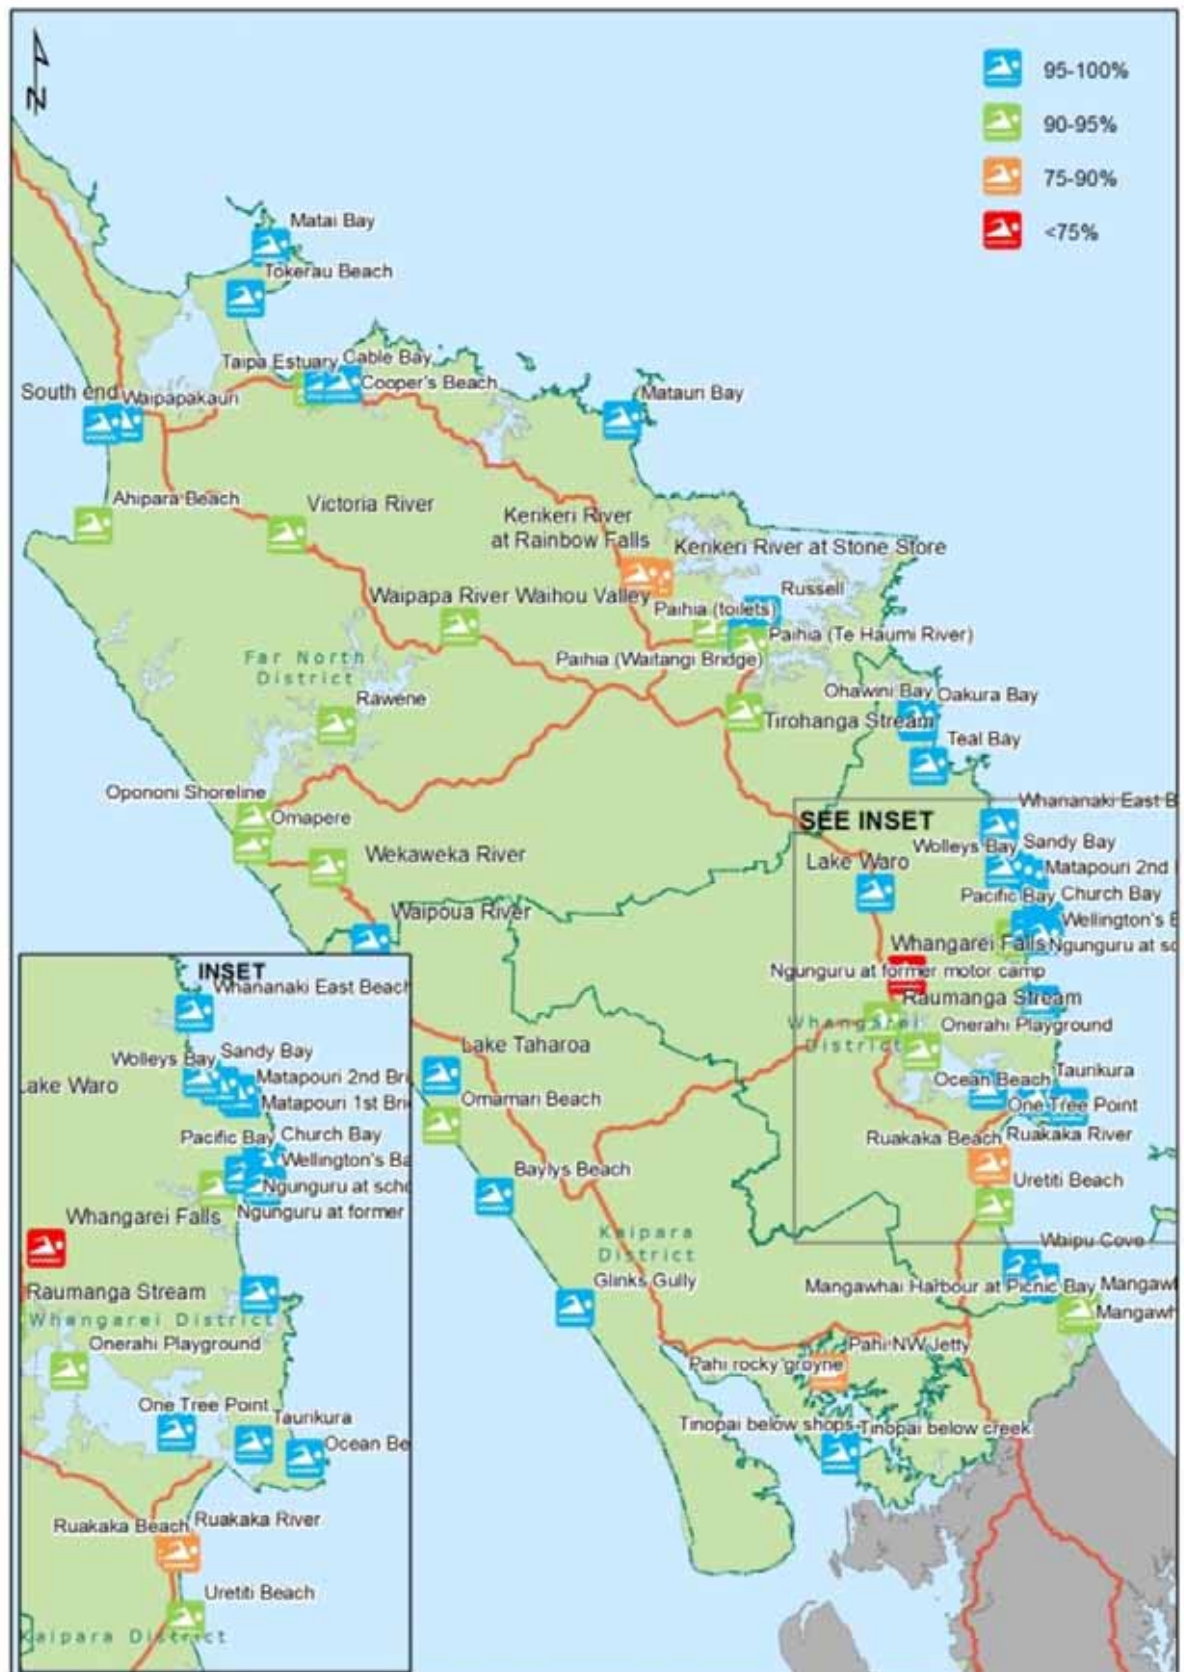 N
95-100%
90-95%
75-90%
<75%
Matai Bay
Tokerau Beach
Taipa Estuary
Cable Bay
Cooper's Beach
South end
Waipapakauri
Matauri Bay
Ahipara Beach
Victoria River
Kerikeri River
at Rainbow Falls
Kerikeri River at Stone Store
Russell
Waipapa River Waihou Valley
Paihia (toilets)
Paihia (Te Haumi River)
Paihia (Waitangi Bridge)
Far North
District
Rawene
Ohawini Bay
Oakura Bay
Tirohanga Stream
Teal Bay
Opononi Shoreline
Omapere
Whananaki East B
SEE INSET
Wolleys Bay
Sandy Bay
Wekaweka River
Lake Waro
Matapouri 2nd
Pacific Bay
Church Bay
Waipoua River
Wellington's B
Whangarei Falls
Ngunguru at sc
Ngunguru at former motor camp
Raumanga Stream
Whangarei
District
Onerahi Playground
Lake Taharoa
Ocean Beach
Taurikura
Omamari Beach
One Tree Point
Ruakaka Beach
Ruakaka River
Baylys Beach
Uretiti Beach
Kaipara
District
Waipu Cove
Glinks Gully
Mangawhai Harbour at Picnic Bay
Mangawh
Mangawh
Pahi NW Jetty
Pahi rocky groyne
Tinopai below shops
Tinopai below creek
INSET
Whananaki East Beach
Wolleys Bay
Sandy Bay
Lake Waro
Matapouri 2nd Bri
Matapouri 1st Bri
Pacific Bay
Church Bay
Wellington's Ba
Ngunguru at scho
Whangarei Falls
Ngunguru at former
Raumanga Stream
Whangarei District
Onerahi Playground
One Tree Point
Taurikura
Ocean Be
Ruakaka Beach
Ruakaka River
Uretiti Beach
Kaipara District